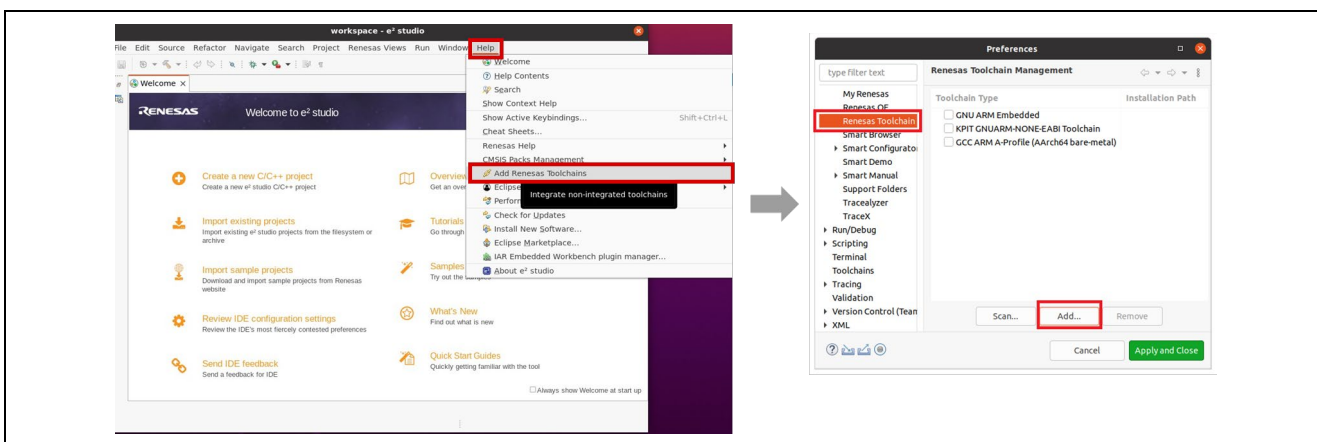 workspace - e² studio
File Edit Source Refactor Navigate Search Project Renesas Views Run Window Help
Welcome
RENESAS
Welcome to e² studio
Create a new C/C++ project
Create a new e² studio C/C++ project
Import existing projects
Import existing e² studio projects from the filesystem or
archive
Import sample projects
Download and import sample projects from Renesas
website
Review IDE configuration settings
Review the IDE's most fiercely contested preferences
Send IDE feedback
Send a feedback for IDE
Overview
Get an over
Tutorials
Go through
Samples
Try out the samples
What's New
Find out what is new
Quick Start Guides
Quickly getting familiar with the tool
Always show Welcome at start up
Welcome
Help Contents
Search
Show Context Help
Show Active Keybindings... Shift+Ctrl+L
Cheat Sheets...
Renesas Help
CMSIS Packs Management
Add Renesas Toolchains
Eclipse
Integrate non-integrated toolchains
Perform
Check for Updates
Install New Software...
Eclipse Marketplace...
IAR Embedded Workbench plugin manager...
About e² studio
Preferences
type filter text
Renesas Toolchain Management
My Renesas
Renesas QE
Renesas Toolchain
Smart Browser
Smart Configurator
Smart Demo
Smart Manual
Support Folders
Tracealyzer
TraceX
Run/Debug
Scripting
Terminal
Toolchains
Tracing
Validation
Version Control (Team
XML
Toolchain Type Installation Path
GNU ARM Embedded
KPIT GNUARM-NONE-EABI Toolchain
GCC ARM A-Profile (AArch64 bare-metal)
Scan... Add... Remove
Cancel Apply and Close